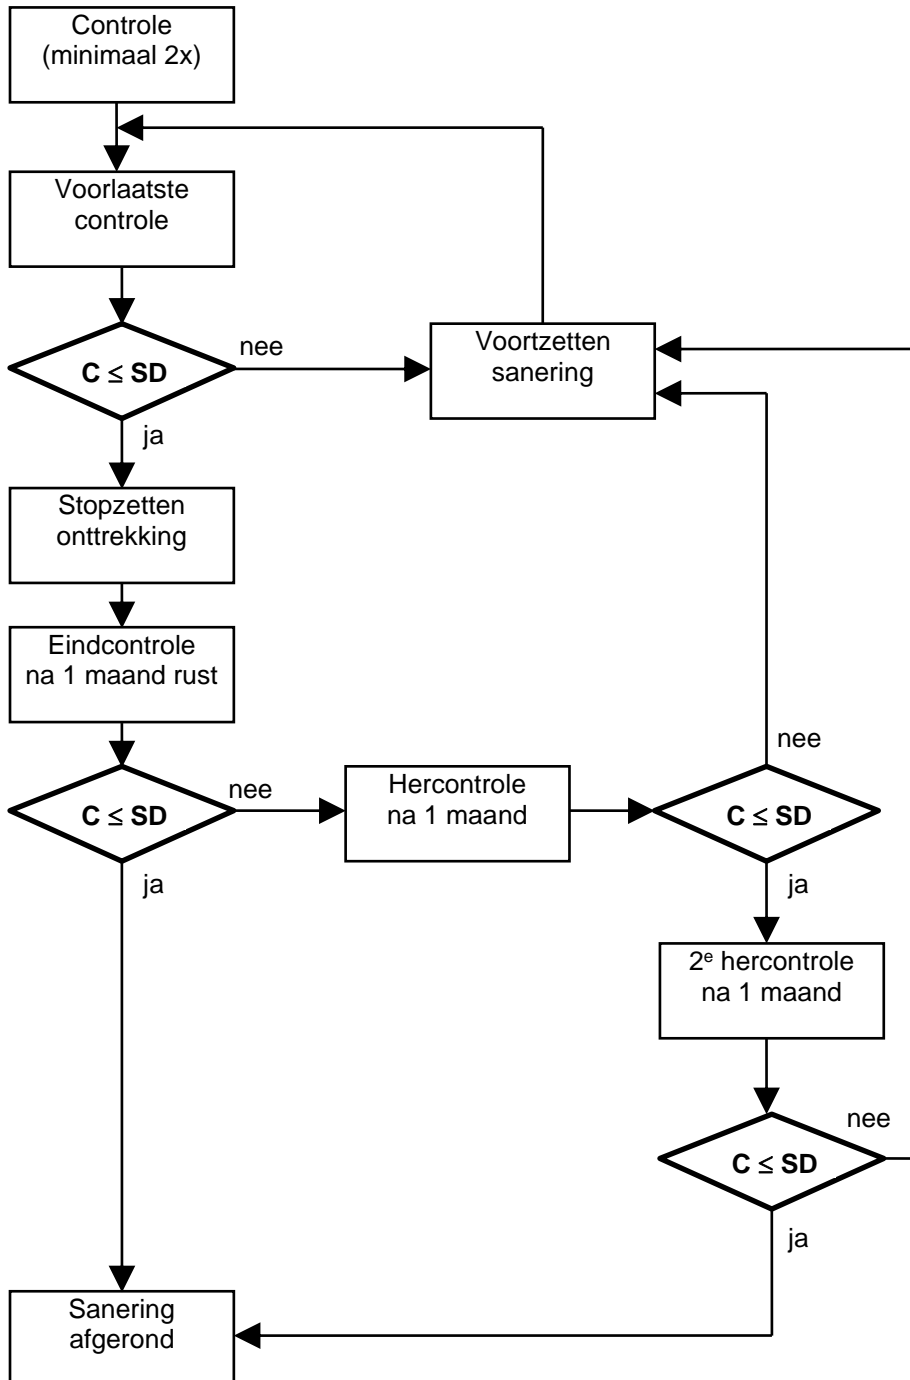 Controle
(minimaal 2x)
Voorlaatste
controle
C ≤ SD
nee
Voortzetten
sanering
ja
Stopzetten
onttrekking
Eindcontrole
na 1 maand rust
C ≤ SD
nee
Hercontrole
na 1 maand
C ≤ SD
nee
ja
ja
2e hercontrole
na 1 maand
C ≤ SD
nee
ja
Sanering
afgerond